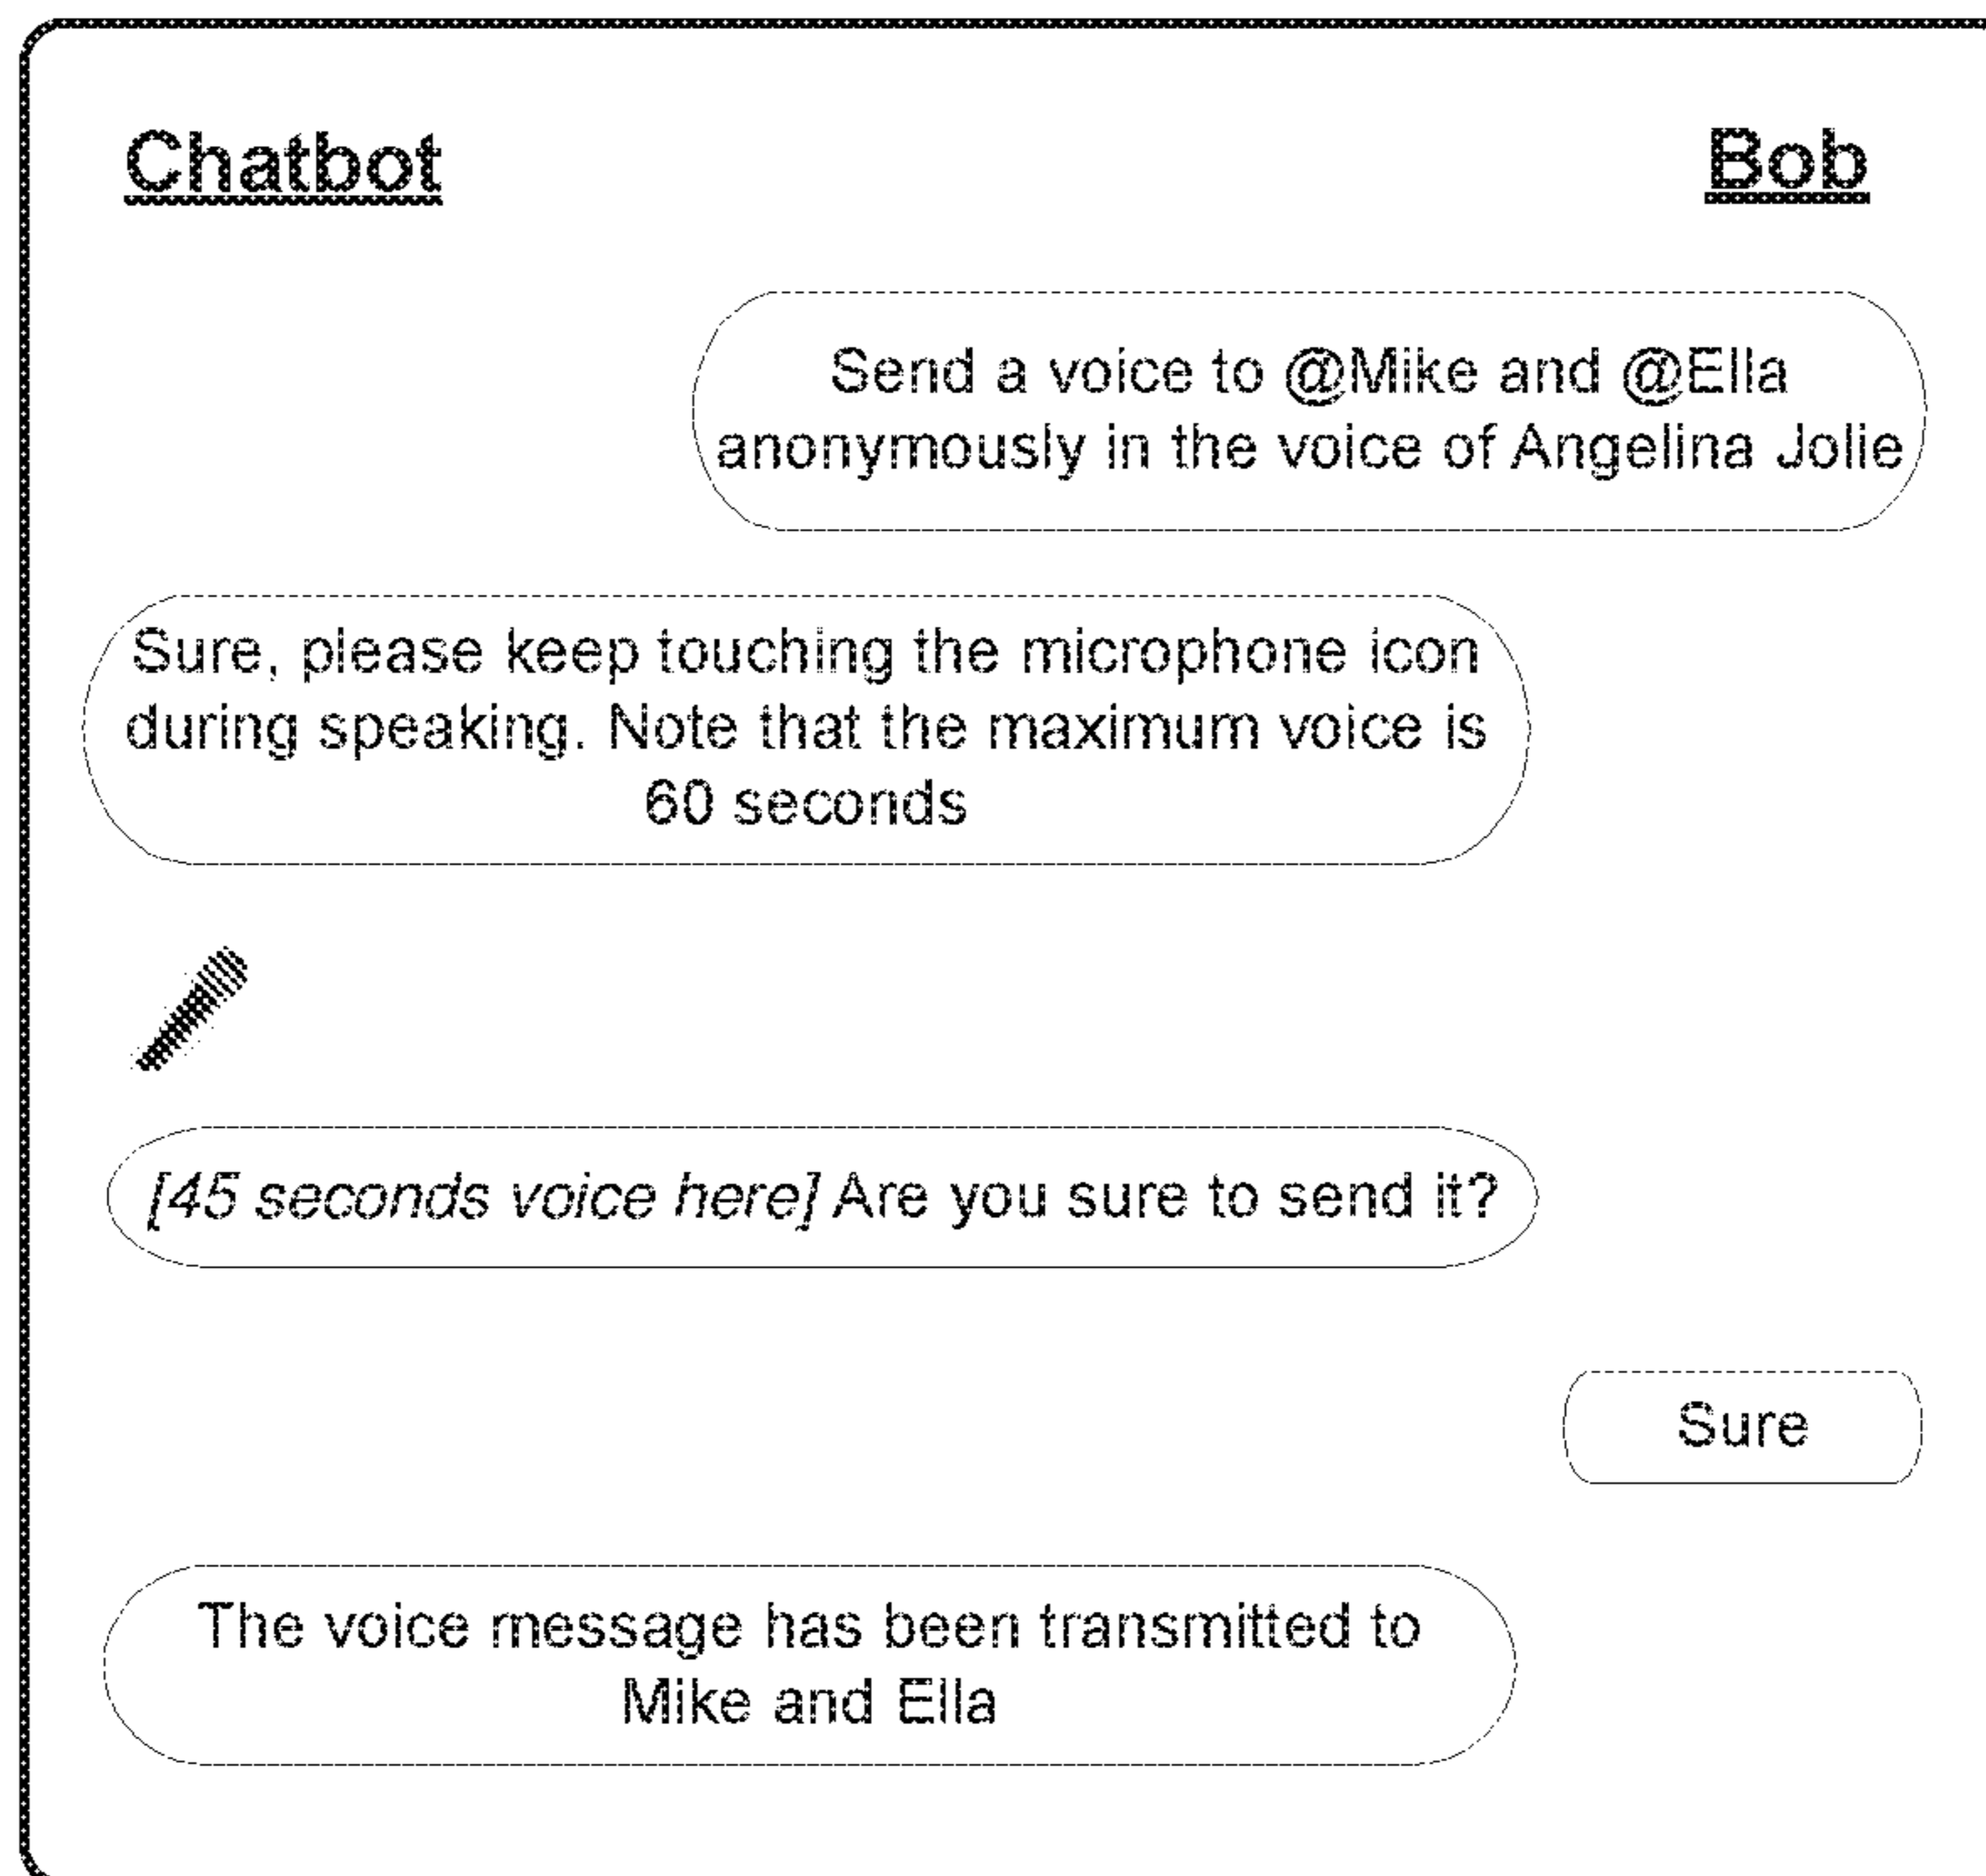 Chatbot
Bob
Send a voice to @Mike and @Ella
anonymously in the voice of Angelina Jolie
Sure, please keep touching the microphone icon
during speaking. Note that the maximum voice is
60 seconds
[45 seconds voice here] Are you sure to send it?
Sure
The voice message has been transmitted to
Mike and Ella